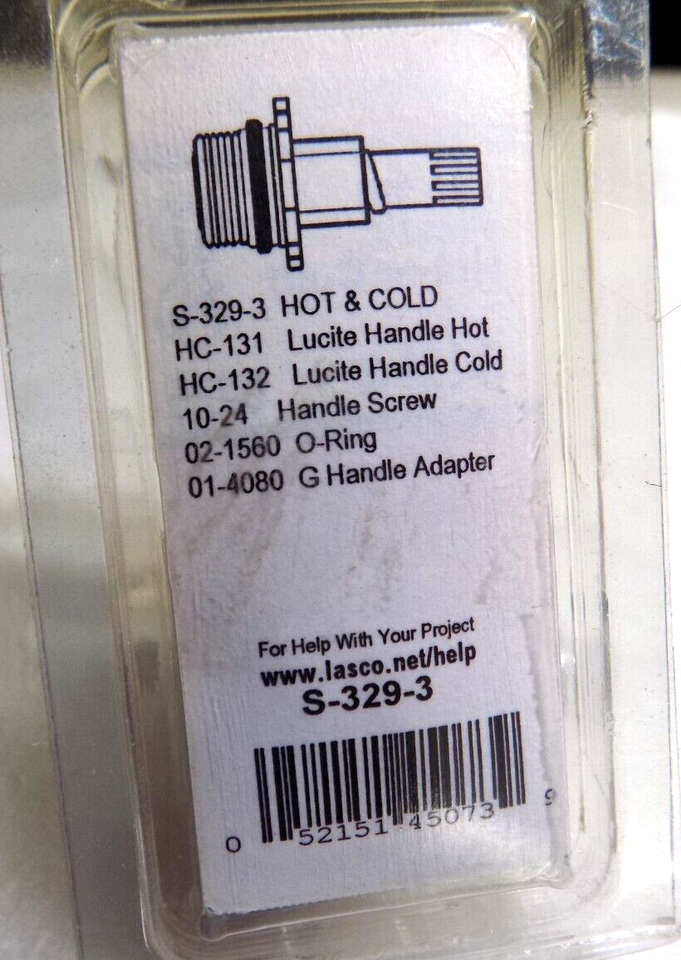 S-329-3 HOT & COLD
HC-131 Lucite Handle Hot
HC-132 Lucite Handle Cold
10-24 Handle Screw
02-1560 O-Ring
01-4080 G Handle Adapter
For Help With Your Project
www.lasco.net/help
S-329-3
0 52151 45073 9